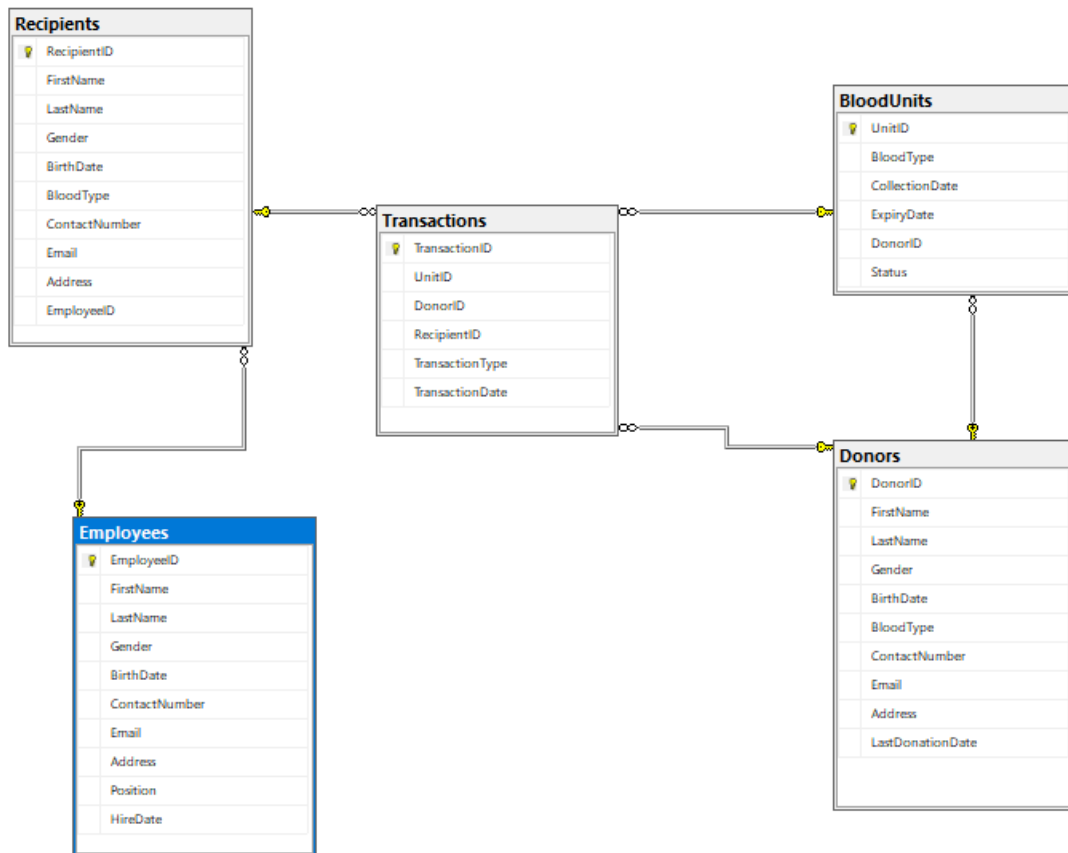 Recipients
RecipientID
FirstName
LastName
Gender
BirthDate
BloodType
ContactNumber
Email
Address
EmployeeID
Transactions
TransactionID
UnitID
DonorID
RecipientID
TransactionType
TransactionDate
BloodUnits
UnitID
BloodType
CollectionDate
ExpiryDate
DonorID
Status
Employees
EmployeeID
FirstName
LastName
Gender
BirthDate
ContactNumber
Email
Address
Position
HireDate
Donors
DonorID
FirstName
LastName
Gender
BirthDate
BloodType
ContactNumber
Email
Address
LastDonationDate